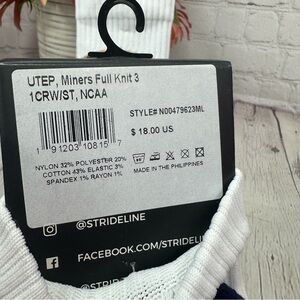 UTEP, Miners Full Knit 3
1CRW/ST, NCAA
STYLE# N00479623ML
$ 18.00 US
1 91203 10815 7
NYLON 32% POLYESTER 20%
COTTON 43% ELASTIC 3%
SPANDEX 1% RAYON 1%
MADE IN THE PHILIPPINES
@STRIDELINE
FACEBOOK.COM/STRIDELINE
@STRIDELINE